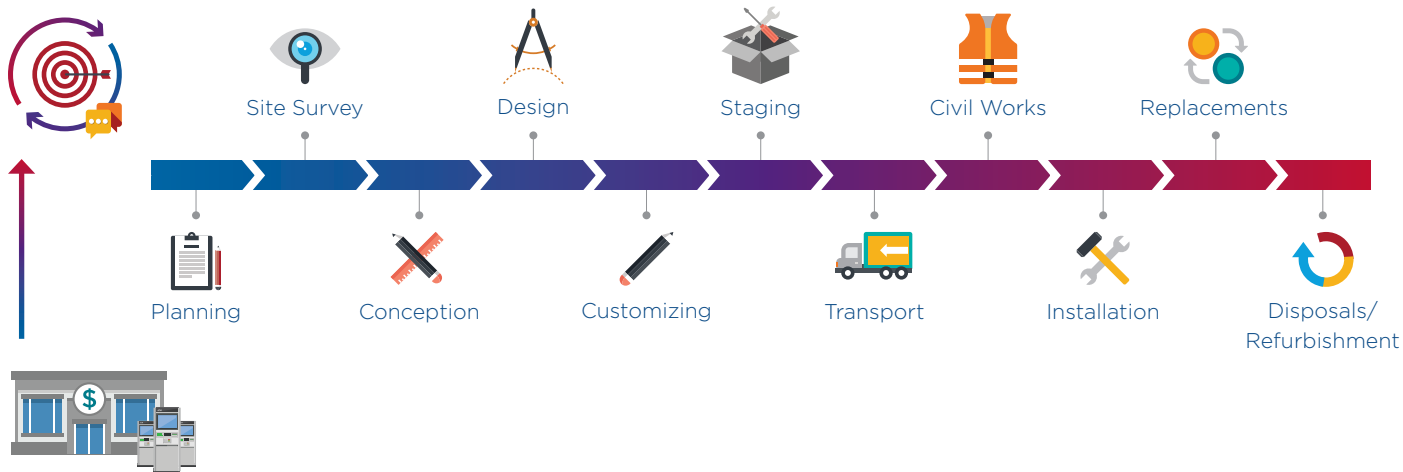 Site Survey
Design
Staging
Civil Works
Replacements
Planning
Conception
Customizing
Transport
Installation
Disposals/
Refurbishment
$